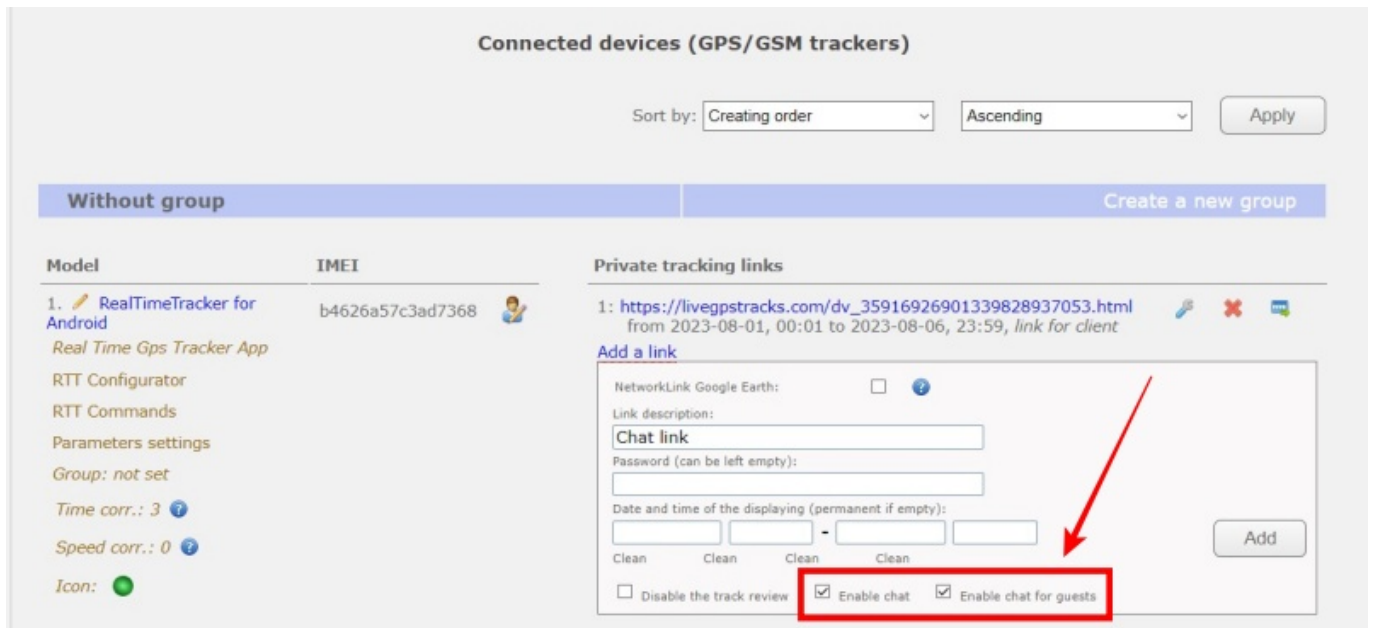 Connected devices (GPS/GSM trackers)
Sort by: Creating order Ascending Apply
Without group Create a new group
Model IMEI Private tracking links
1. RealTimeTracker for Android
Real Time Gps Tracker App
RTT Configurator
RTT Commands
Parameters settings
Group: not set
Time corr.: 3
Speed corr.: 0
Icon:
b4626a57c3ad7368
1: https://livegpstracks.com/dv_35916926901339828937053.html
from 2023-08-01, 00:01 to 2023-08-06, 23:59, link for client
Add a link
NetworkLink Google Earth:
Link description:
Chat link
Password (can be left empty):
Date and time of the displaying (permanent if empty):
-
Clean Clean Clean Clean
Add
Disable the track review Enable chat Enable chat for guests